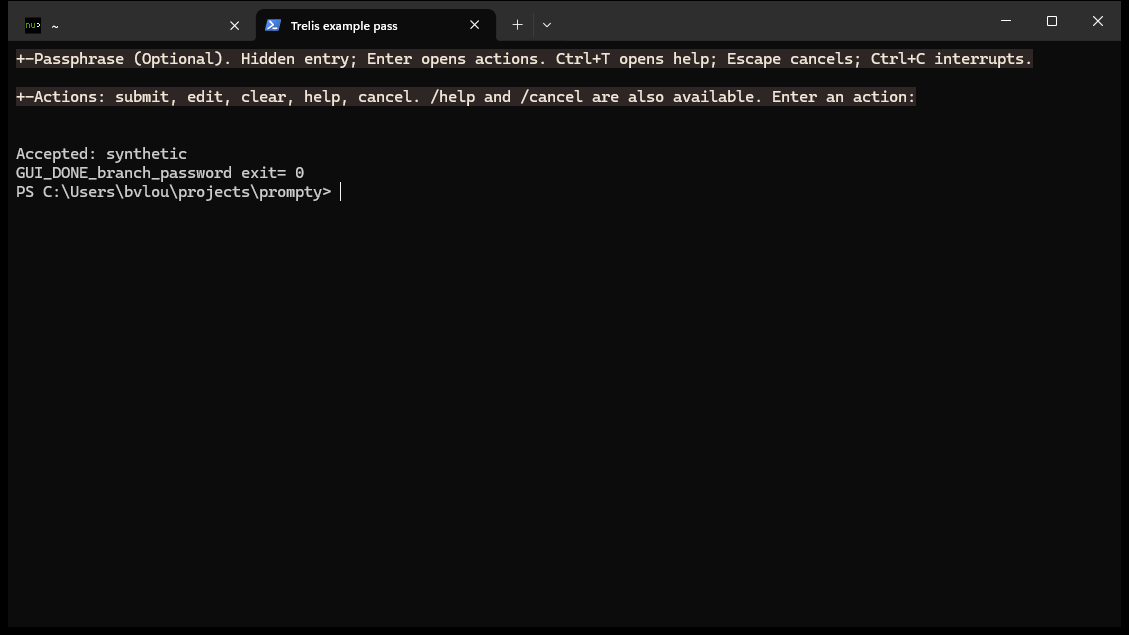 nu> ~
Trelis example pass
+-Passphrase (Optional). Hidden entry; Enter opens actions. Ctrl+T opens help; Escape cancels; Ctrl+C interrupts.
+-Actions: submit, edit, clear, help, cancel. /help and /cancel are also available. Enter an action:
Accepted: synthetic
GUI_DONE_branch_password exit= 0
PS C:\Users\bvlou\projects\prompty>